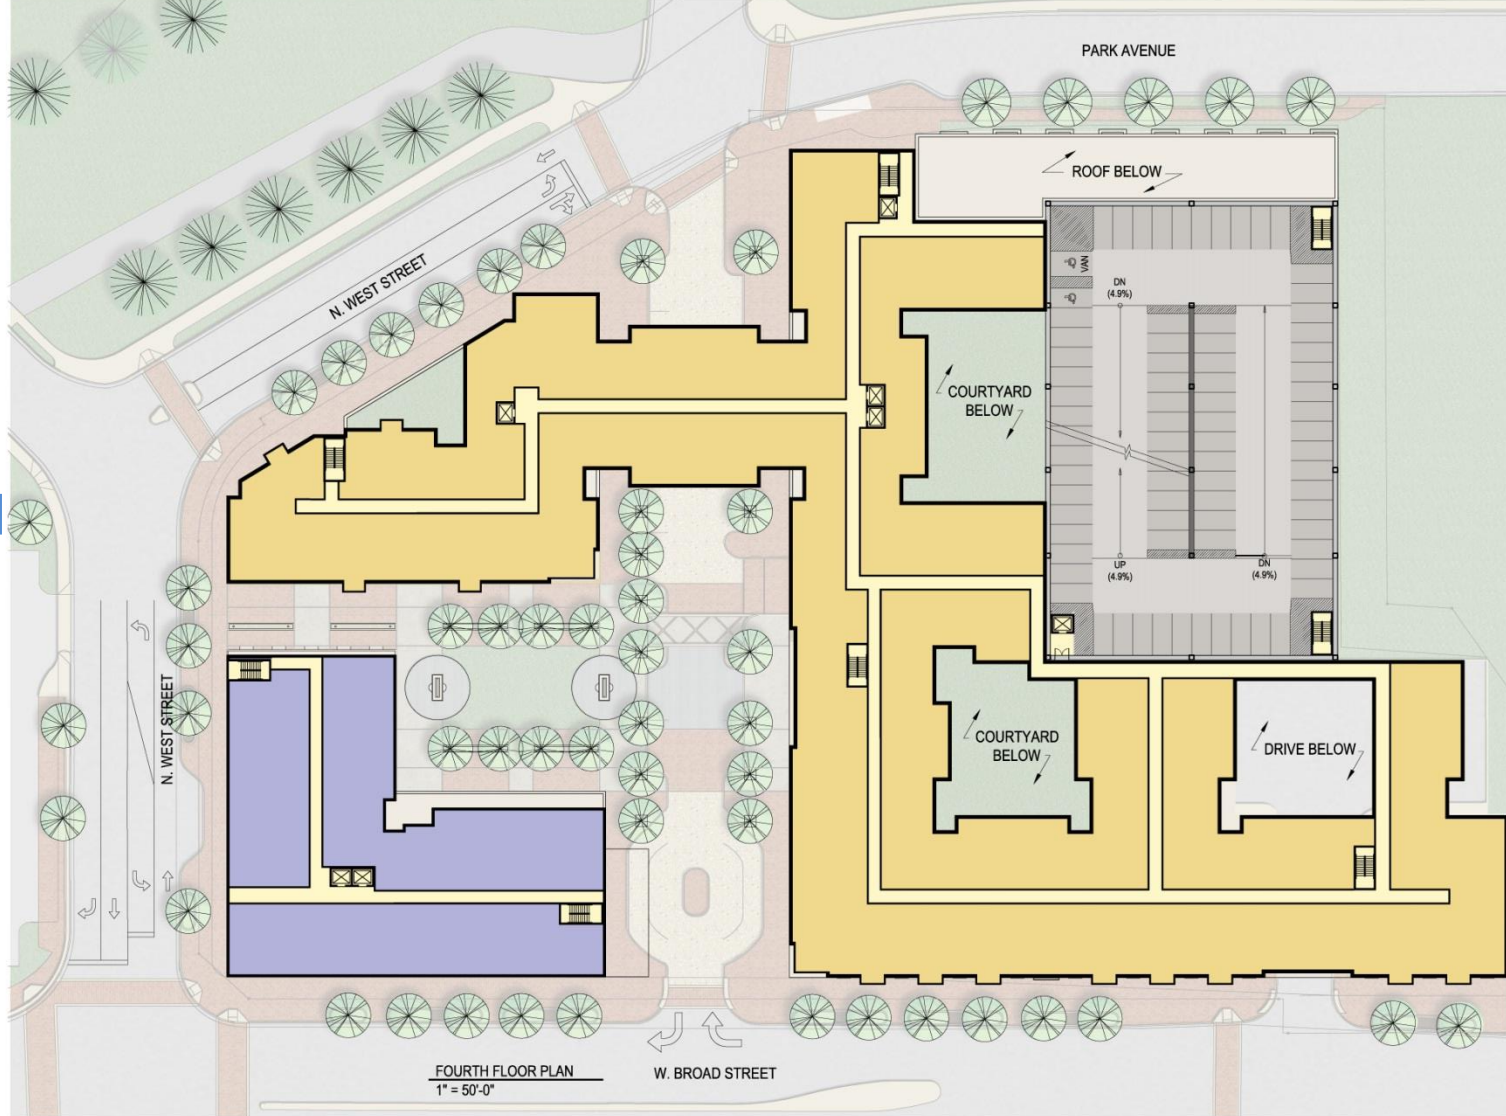 PARK AVENUE
ROOF BELOW
VAN
DN
(4.9%)
N. WEST STREET
COURTYARD
BELOW
UP
(4.9%)
DN
(4.9%)
N. WEST STREET
COURTYARD
BELOW
DRIVE BELOW
FOURTH FLOOR PLAN
1" = 50'-0"
W. BROAD STREET